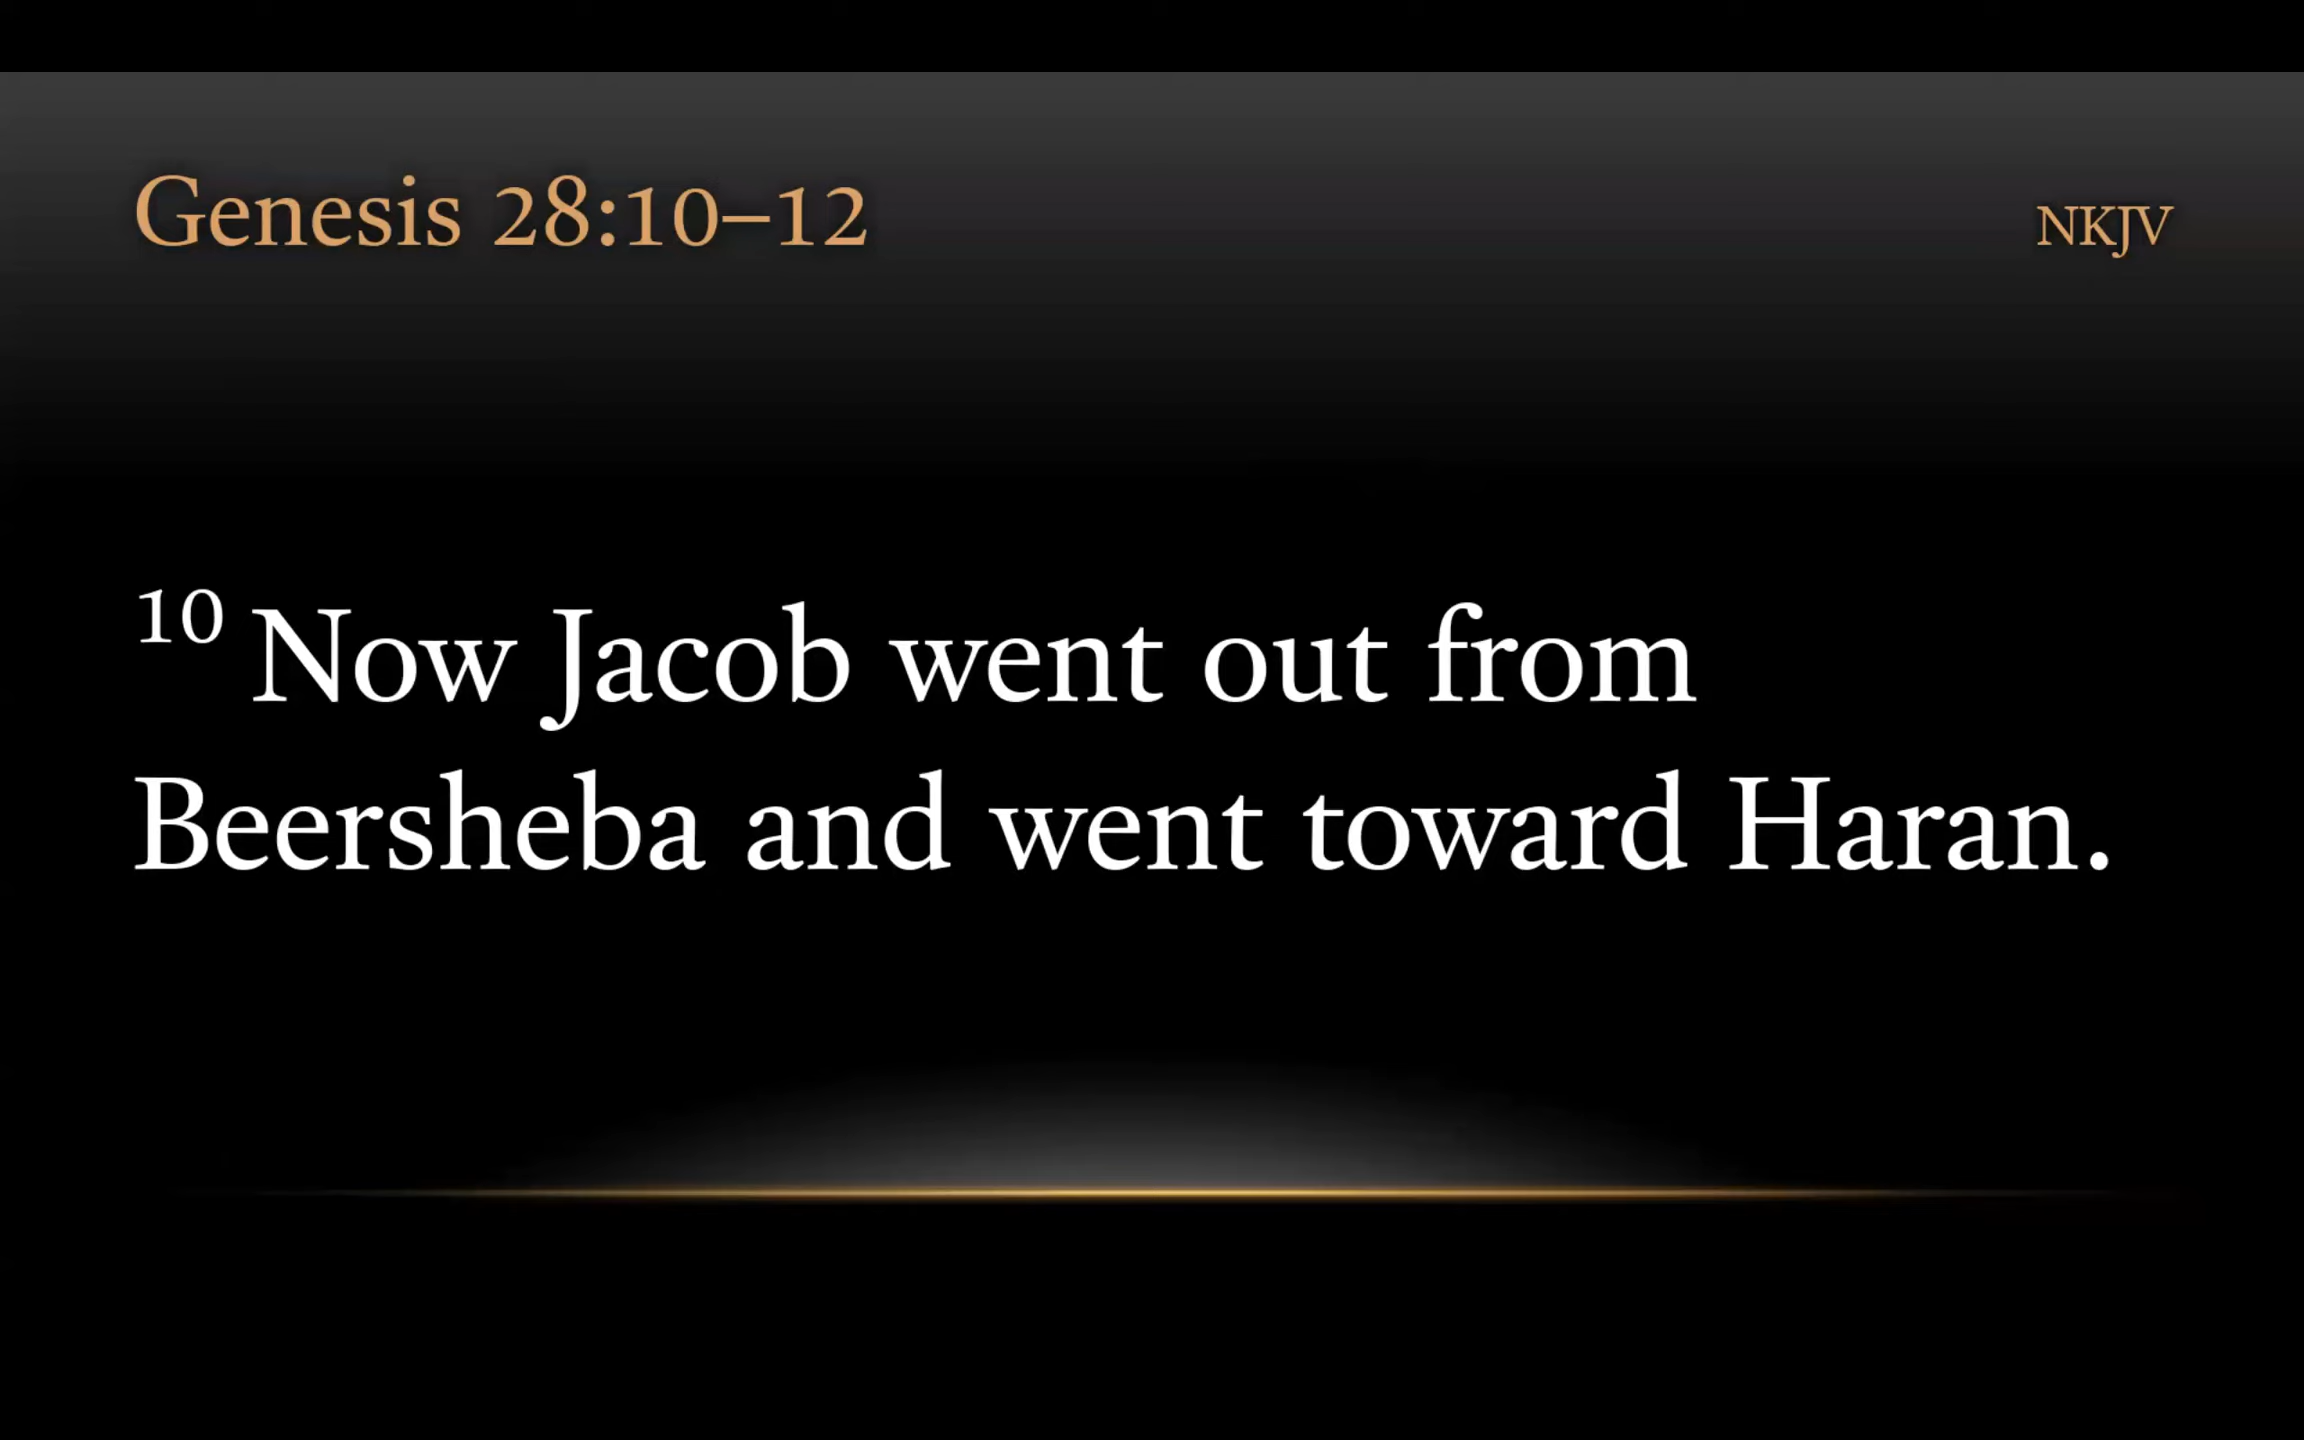 Genesis 28:10–12
NKJV
10 Now Jacob went out from
Beersheba and went toward Haran.